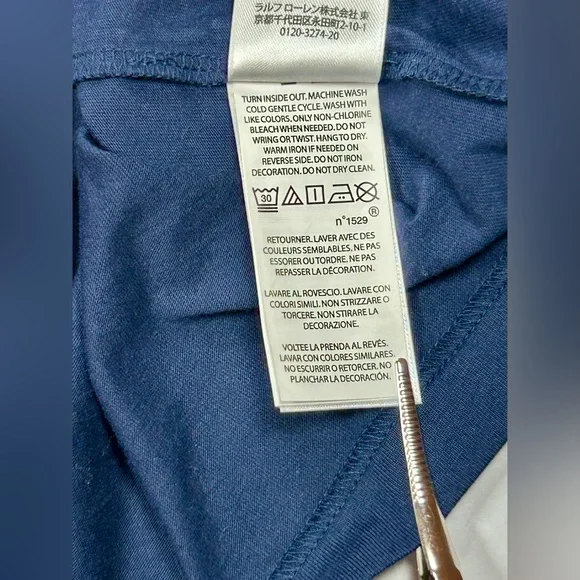 ラルフ ローレン株式会社 東
京都千代田区永田町2-10-1
0120-3274-20
TURN INSIDE OUT. MACHINE WASH
COLD GENTLE CYCLE. WASH WITH
LIKE COLORS. ONLY NON-CHLORINE
BLEACH WHEN NEEDED. DO NOT
WRING OR TWIST. HANG TO DRY.
WARM IRON IF NEEDED ON
REVERSE SIDE. DO NOT IRON
DECORATION. DO NOT DRY CLEAN.
30
®
n°1529
RETOURNER. LAVER AVEC DES
COULEURS SEMBLABLES. NE PAS
ESSORER OU TORDRE. NE PAS
REPASSER LA DÉCORATION.
LAVARE AL ROVESCIO. LAVARE CON
COLORI SIMILI. NON STRIZZARE O
TORCERE. NON STIRARE LA
DECORAZIONE.
VOLTEE LA PRENDA AL REVÉS.
LAVAR CON COLORES SIMILARES.
NO ESCURRIR O RETORCER. NO
PLANCHAR LA DECORACIÓN.